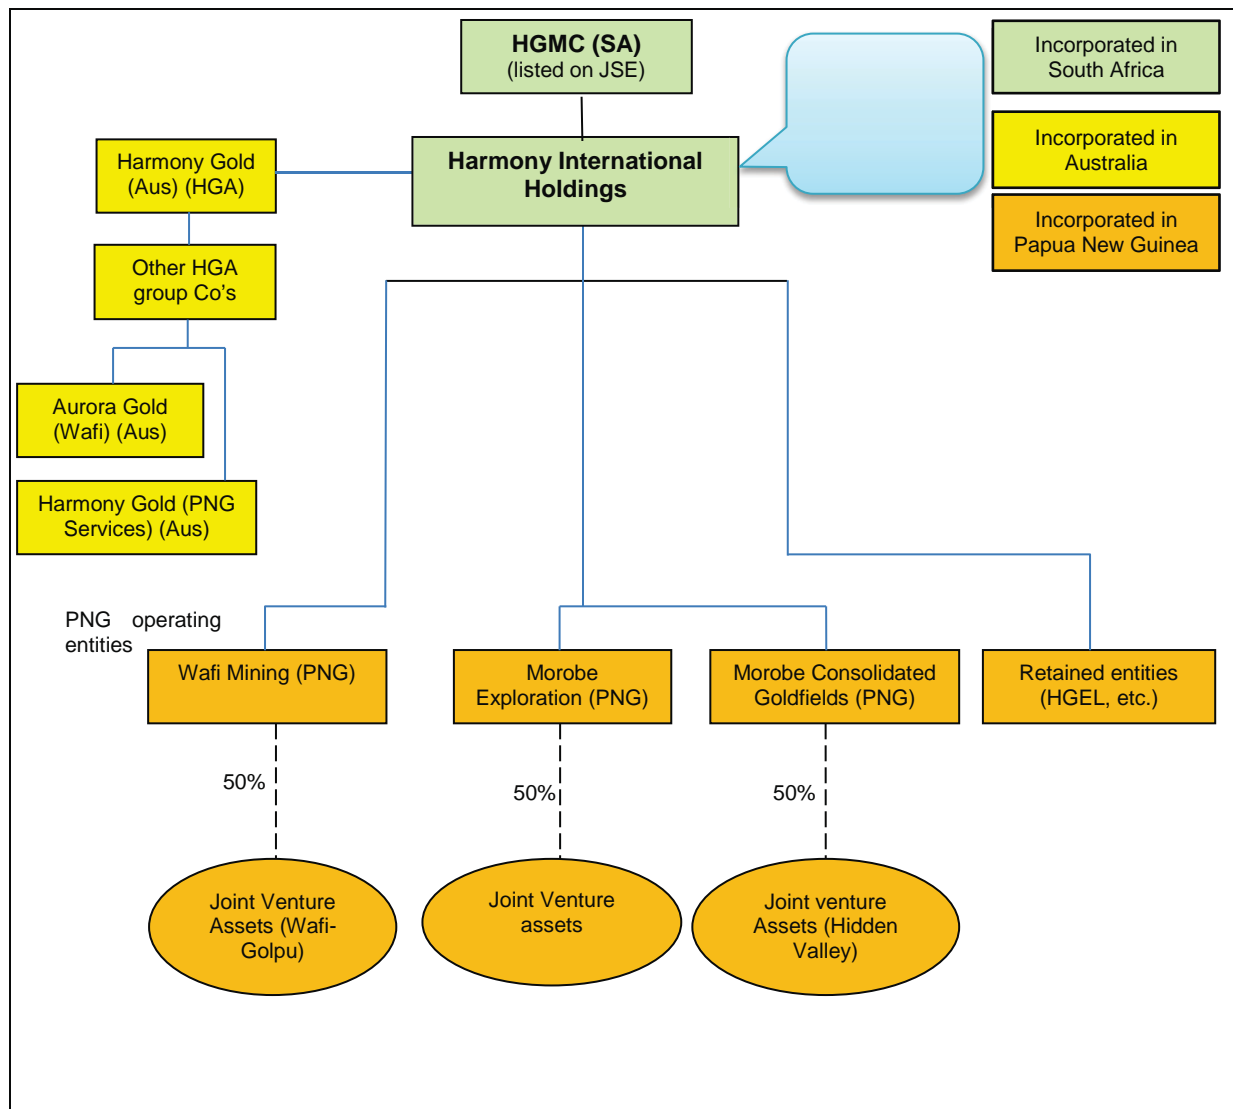 HGMC (SA)
(listed on JSE)
Incorporated in
South Africa
Harmony International
Holdings
Harmony Gold
(Aus) (HGA)
Incorporated in
Australia
Incorporated in
Papua New Guinea
Other HGA
group Co’s
Aurora Gold
(Wafi) (Aus)
Harmony Gold (PNG
Services) (Aus)
PNG operating
entities
Wafi Mining (PNG)
Morobe
Exploration (PNG)
Morobe Consolidated
Goldfields (PNG)
Retained entities
(HGEL, etc.)
50%
50%
50%
Joint Venture
Assets (Wafi-
Golpu)
Joint Venture
assets
Joint venture
Assets (Hidden
Valley)